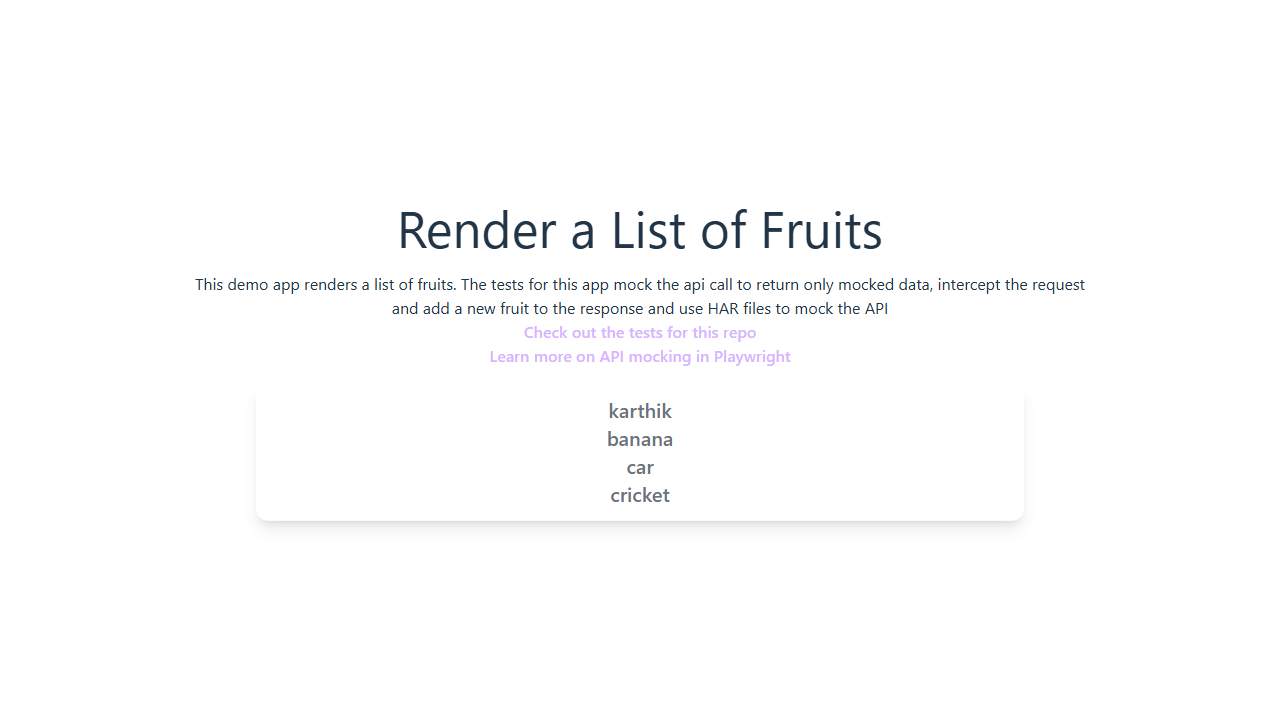 Render a List of Fruits
This demo app renders a list of fruits. The tests for this app mock the api call to return only mocked data, intercept the request
and add a new fruit to the response and use HAR files to mock the API
Check out the tests for this repo
Learn more on API mocking in Playwright
karthik
banana
car
cricket